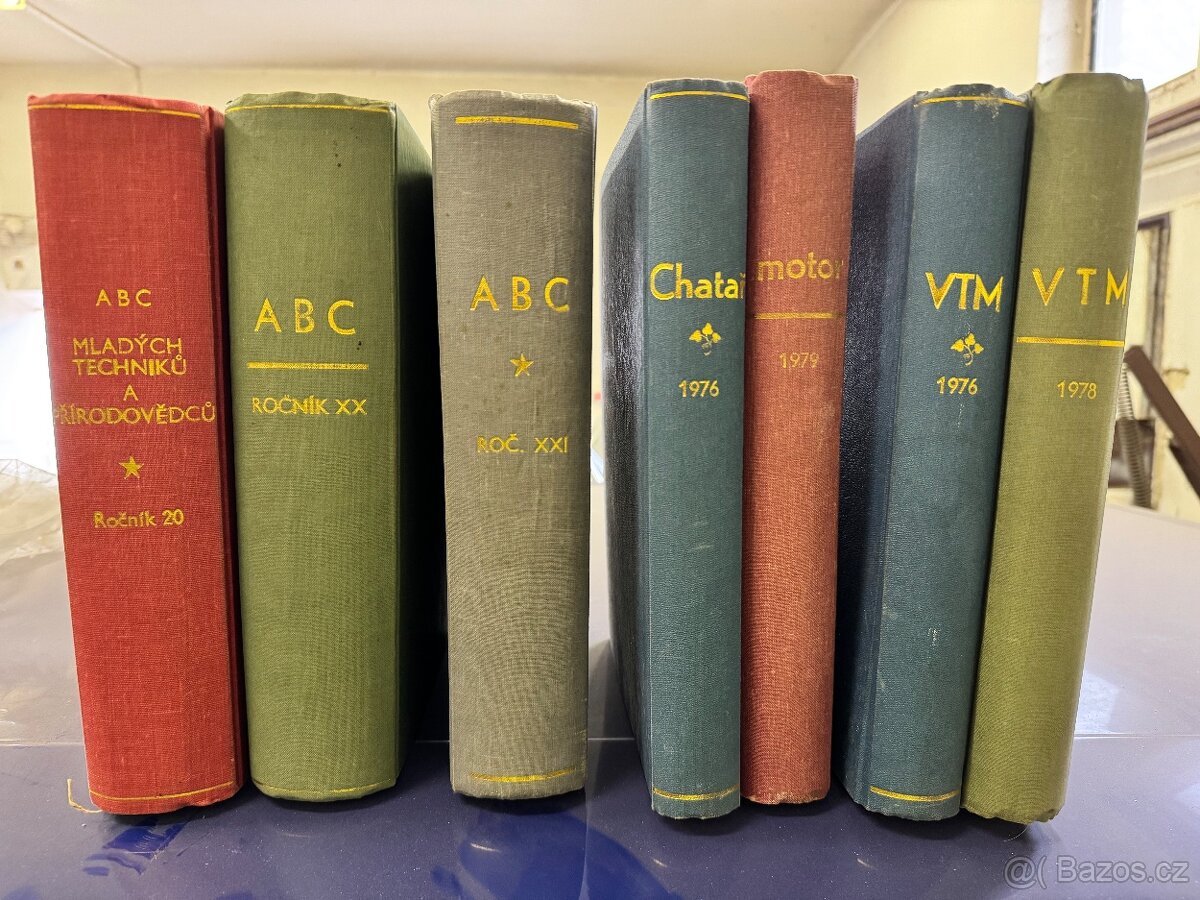 ABC
MLADÝCH
TECHNIKŮ
A
PŘÍRODOVĚDCŮ
Ročník 20
ABC
ROČNÍK XX
ABC
ROČ. XXI
Chatař
1976
motor
1979
VTM
1976
VTM
1978
@( Bazos.cz